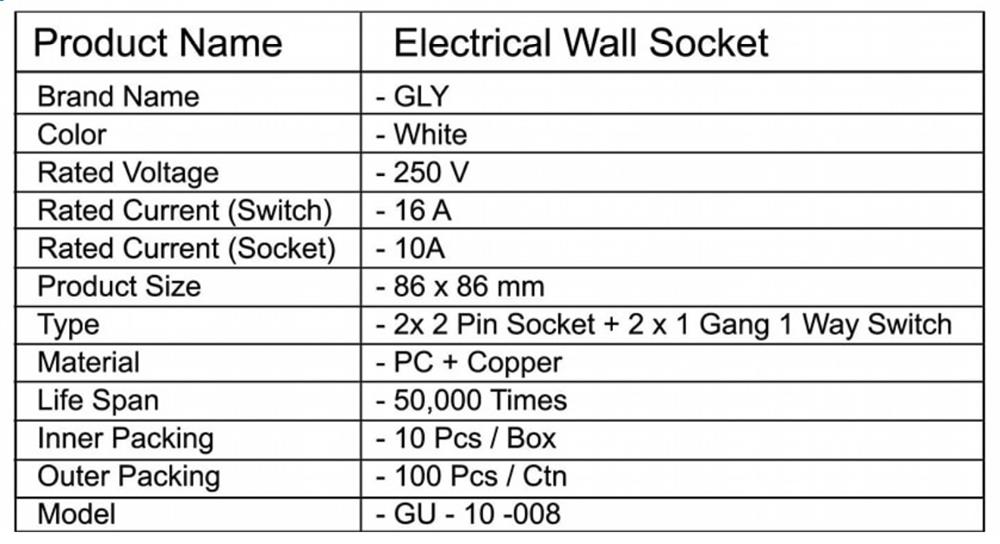 Product Name Electrical Wall Socket
Brand Name - GLY
Color - White
Rated Voltage - 250 V
Rated Current (Switch) - 16 A
Rated Current (Socket) - 10A
Product Size - 86 x 86 mm
Type - 2x 2 Pin Socket + 2 x 1 Gang 1 Way Switch
Material - PC + Copper
Life Span - 50,000 Times
Inner Packing - 10 Pcs / Box
Outer Packing - 100 Pcs / Ctn
Model - GU - 10 -008